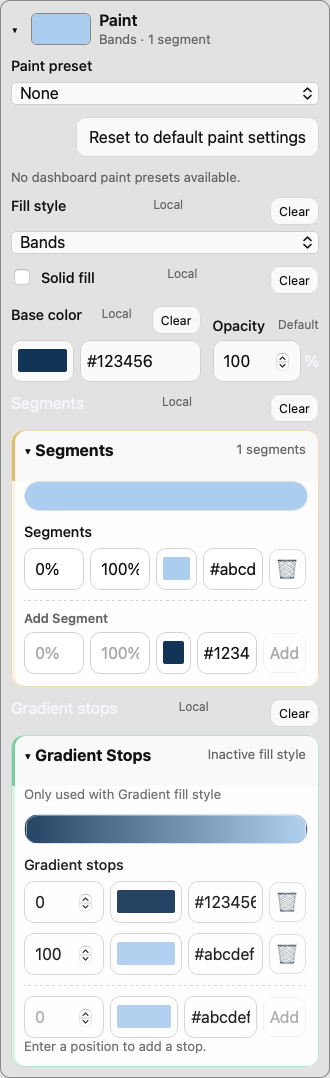 Paint
Bands · 1 segment
Paint preset
None
Reset to default paint settings
No dashboard paint presets available.
Fill style Local Clear
Bands
Solid fill Local Clear
Base color Local Clear Opacity Default
#123456 100 %
Segments Local Clear
Segments 1 segments
Segments
0% 100% #abcd
Add Segment
0% 100% #1234 Add
Gradient stops Local Clear
Gradient Stops Inactive fill style
Only used with Gradient fill style
Gradient stops
0 #123456
100 #abcdef
0 #abcdef Add
Enter a position to add a stop.